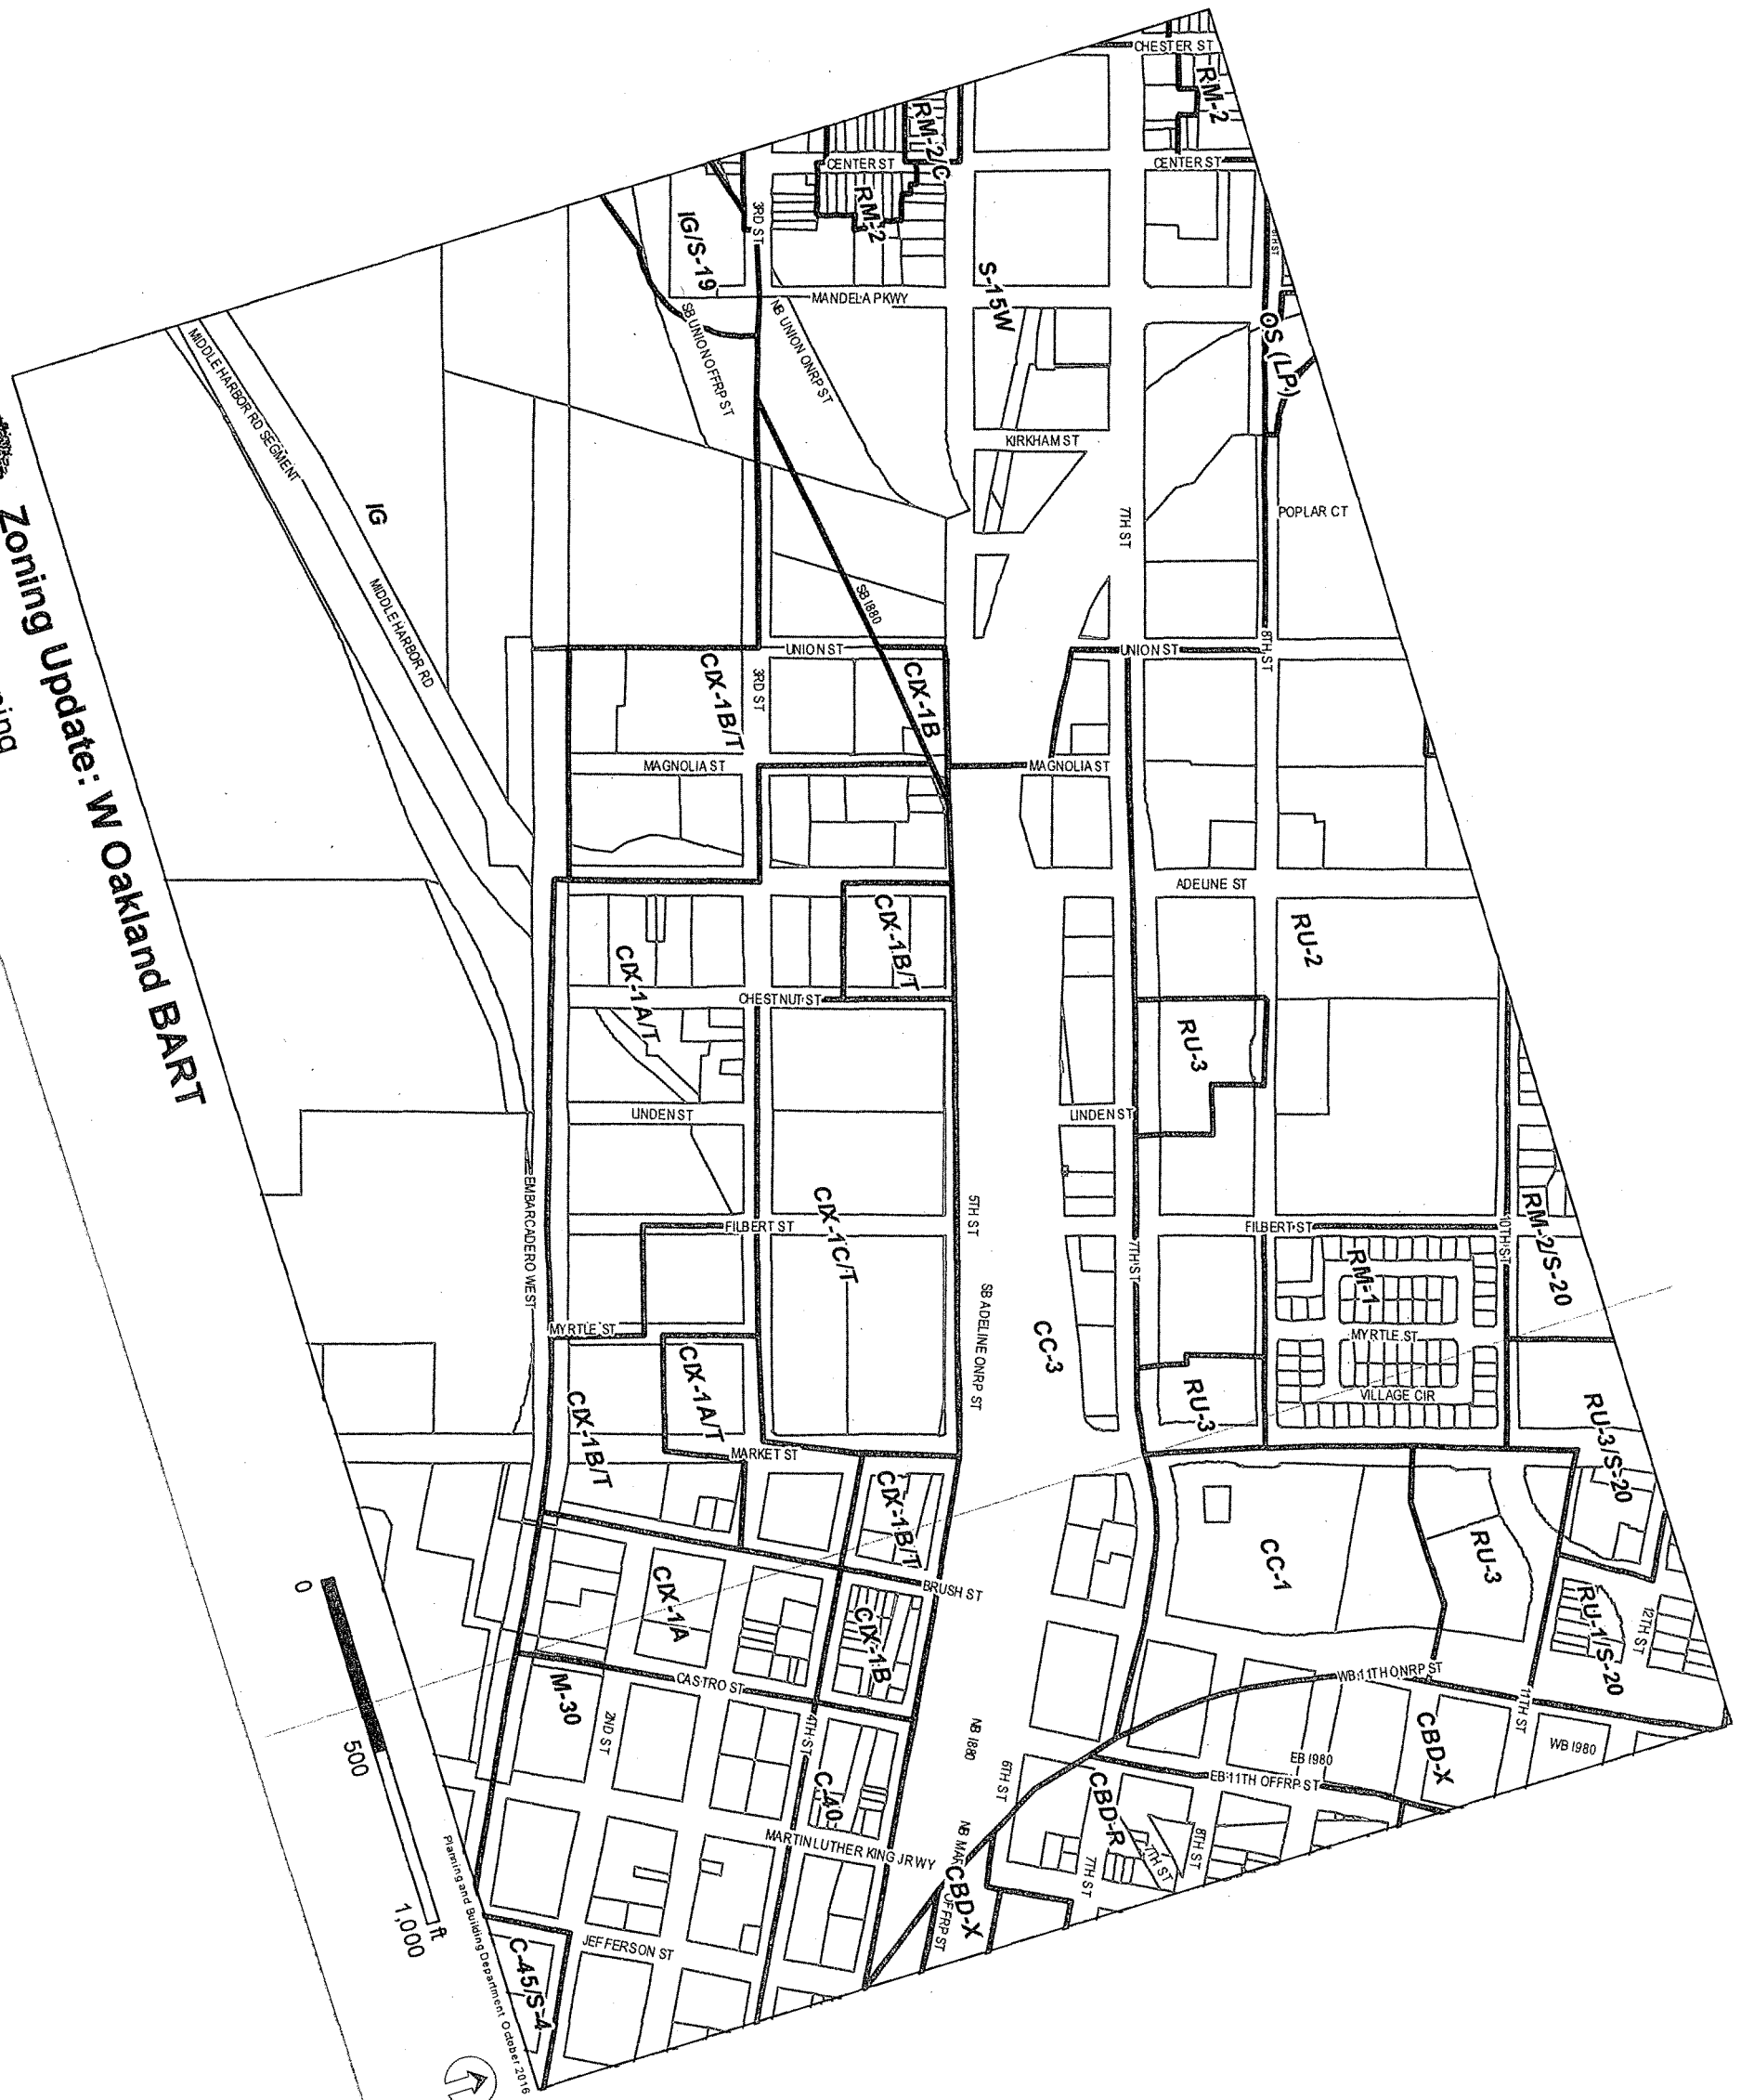 CHESTER ST
RM-2
CENTER ST
RM-2/C
CENTER ST
RM-2
3RD ST
IG/S-19
8TH ST
OS (LP)
MANDELA PKWY
S-15W
SB UNION OFFRP ST
NB UNION ONRP ST
MIDDLE HARBOR RD SEGMENT
KIRKHAM ST
IG
7TH ST
POPLAR CT
MIDDLE HARBOR RD
SB I880
UNION ST
UNION ST
8TH ST
CIX-1B/T
3RD ST
CIX-1B
MAGNOLIA ST
MAGNOLIA ST
ADELINE ST
RU-2
CIX-1B/T
CIX-1A/T
CHESTNUT ST
RU-3
LINDEN ST
LINDEN ST
EMBARCADERO WEST
FILBERT ST
CIX-1C/T
5TH ST
7TH ST
FILBERT ST
10TH ST
RM-2/S-20
RM-1
SB ADELINE ONRP ST
CC-3
MYRTLE ST
MYRTLE ST
CIX-1A/T
RU-3
VILLAGE CIR
RU-3/S-20
CIX-1B/T
MARKET ST
CIX-1B/T
CC-1
RU-3
BRUSH ST
CIX-1A
CIX-1B
RU-1/S-20
12TH ST
M-30
CASTRO ST
WB 11TH ONRP ST
11TH ST
2ND ST
4TH ST
C-40
NB I880
6TH ST
CBD-X
WB I980
EB I980
EB 11TH OFFRP ST
CBD-R
7TH ST
8TH ST
7TH ST
MARTIN LUTHER KING JR WY
CBD-X
OFFRP ST
JEFFERSON ST
C-45/S-4
Zoning Update: W Oakland BART
0 500 1,000
ft
Planning and Building Department October 2016